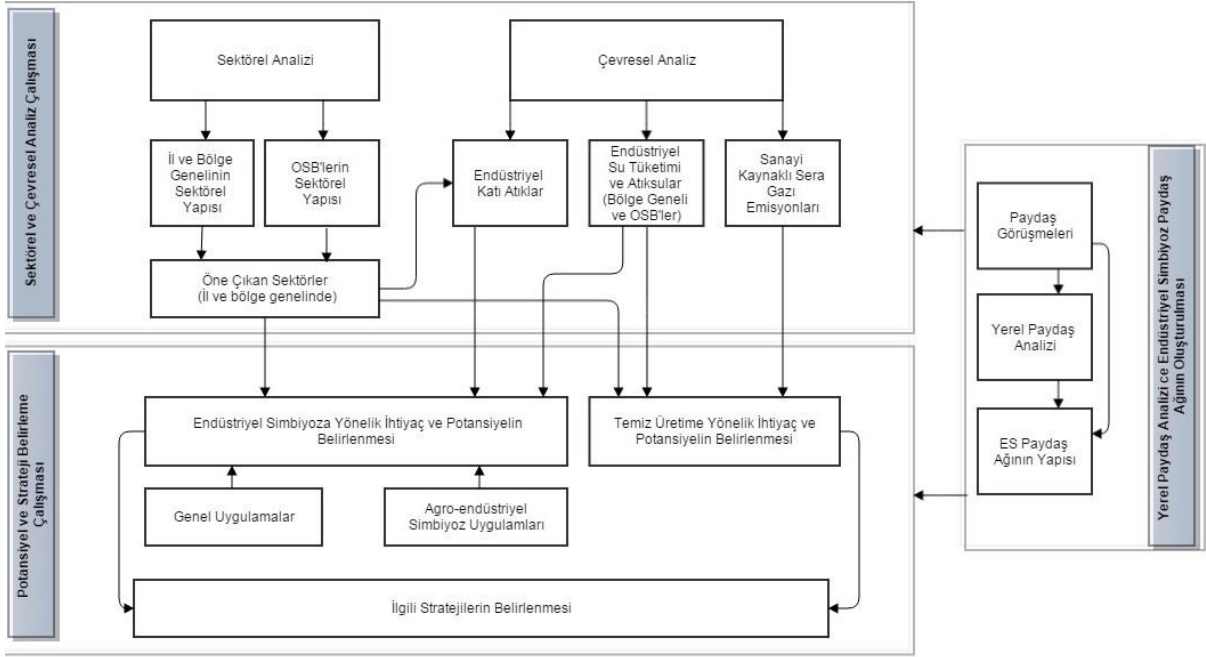 Sektörel ve Çevresel Analiz Çalışması
Sektörel Analizi
Çevresel Analiz
İl ve Bölge
Genelinin
Sektörel
Yapısı
OSB'lerin
Sektörel
Yapısı
Endüstriyel
Katı Atıklar
Endüstriyel
Su Tüketimi
ve Atıksular
(Bölge Geneli
ve OSB'ler)
Sanayi
Kaynaklı Sera
Gazı
Emisyonları
Öne Çıkan Sektörler
(İl ve bölge genelinde)
Potansiyel ve Strateji Belirleme
Çalışması
Endüstriyel Simbiyoza Yönelik İhtiyaç ve Potansiyelin
Belirlenmesi
Temiz Üretime Yönelik İhtiyaç ve
Potansiyelin Belirlenmesi
Genel Uygulamalar
Agro-endüstriyel
Simbiyoz Uygulamları
İlgili Stratejilerin Belirlenmesi
Paydaş
Görüşmeleri
Yerel Paydaş
Analizi
ES Paydaş
Ağının Yapısı
Yerel Paydaş Analizi ce Endüstriyel Simbiyoz Paydaş
Ağının Oluşturulması